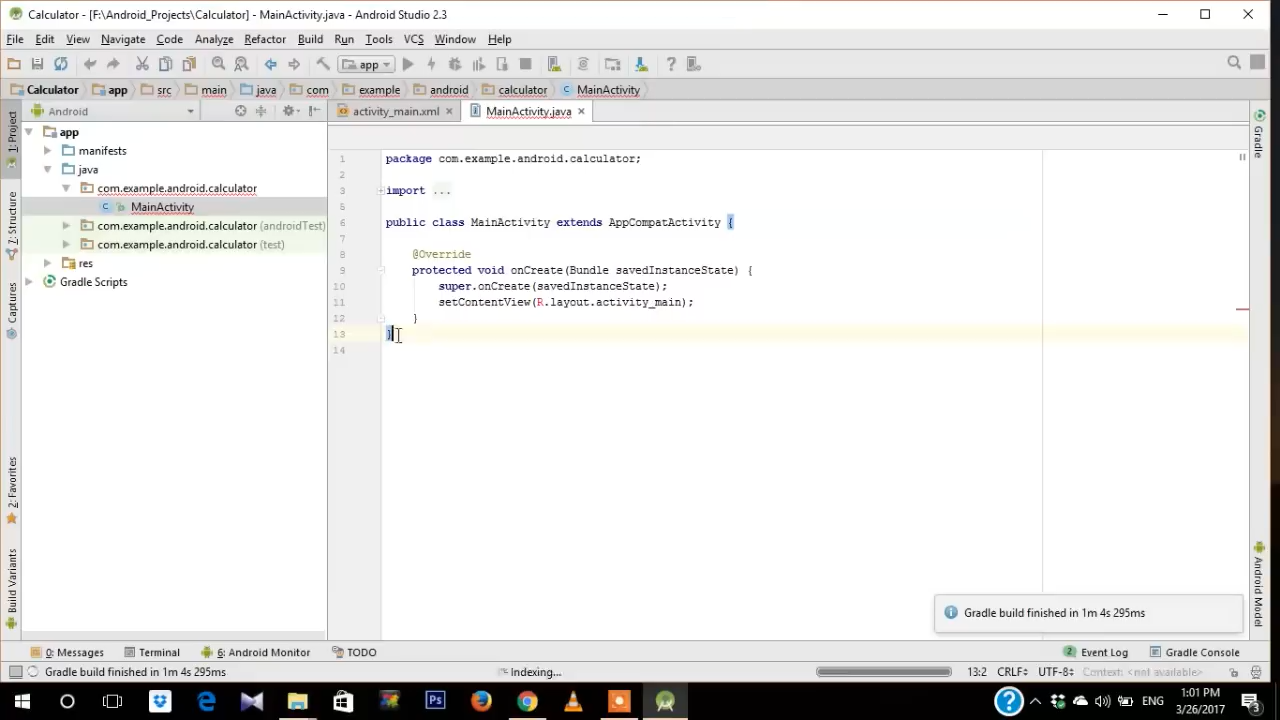 Calculator - [F:\Android_Projects\Calculator] - MainActivity.java - Android Studio 2.3
File Edit View Navigate Code Analyze Refactor Build Run Tools VCS Window Help
app
Calculator app src main java com example android calculator MainActivity
Android
activity_main.xml
MainActivity.java
1: Project
7: Structure
Captures
2: Favorites
Build Variants
app
manifests
java
com.example.android.calculator
MainActivity
com.example.android.calculator (androidTest)
com.example.android.calculator (test)
res
Gradle Scripts
1 package com.example.android.calculator;
2
3 import ...
5
6 public class MainActivity extends AppCompatActivity {
7
8 @Override
9 protected void onCreate(Bundle savedInstanceState) {
10 super.onCreate(savedInstanceState);
11 setContentView(R.layout.activity_main);
12 }
13 }
14
Gradle
Android Model
Gradle build finished in 1m 4s 295ms
0: Messages Terminal 6: Android Monitor TODO Event Log Gradle Console
Gradle build finished in 1m 4s 295ms Indexing... 13:2 CRLF÷ UTF-8÷ Context: <not available>
Ps
ENG
1:01 PM
3/26/2017
3